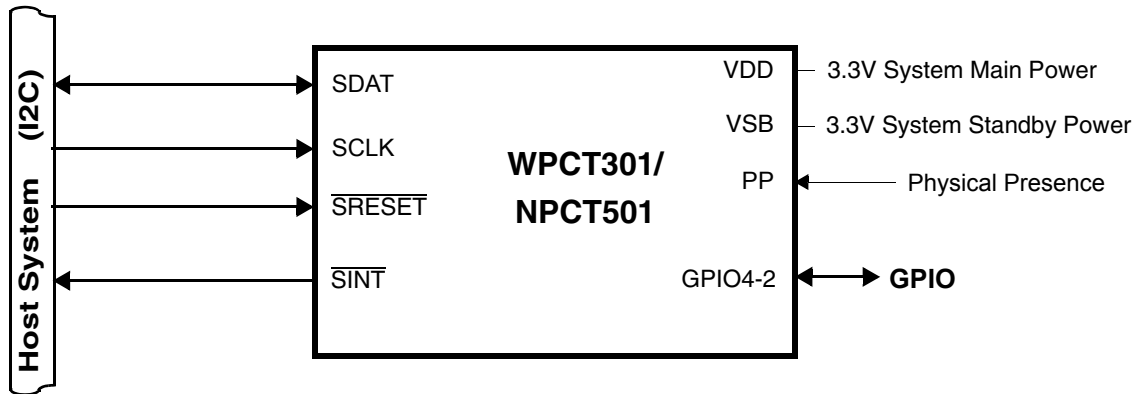 Host System (I2C)
SDAT
SCLK
SRESET
SINT
WPCT301/
NPCT501
VDD
VSB
PP
GPIO4-2
3.3V System Main Power
3.3V System Standby Power
Physical Presence
GPIO